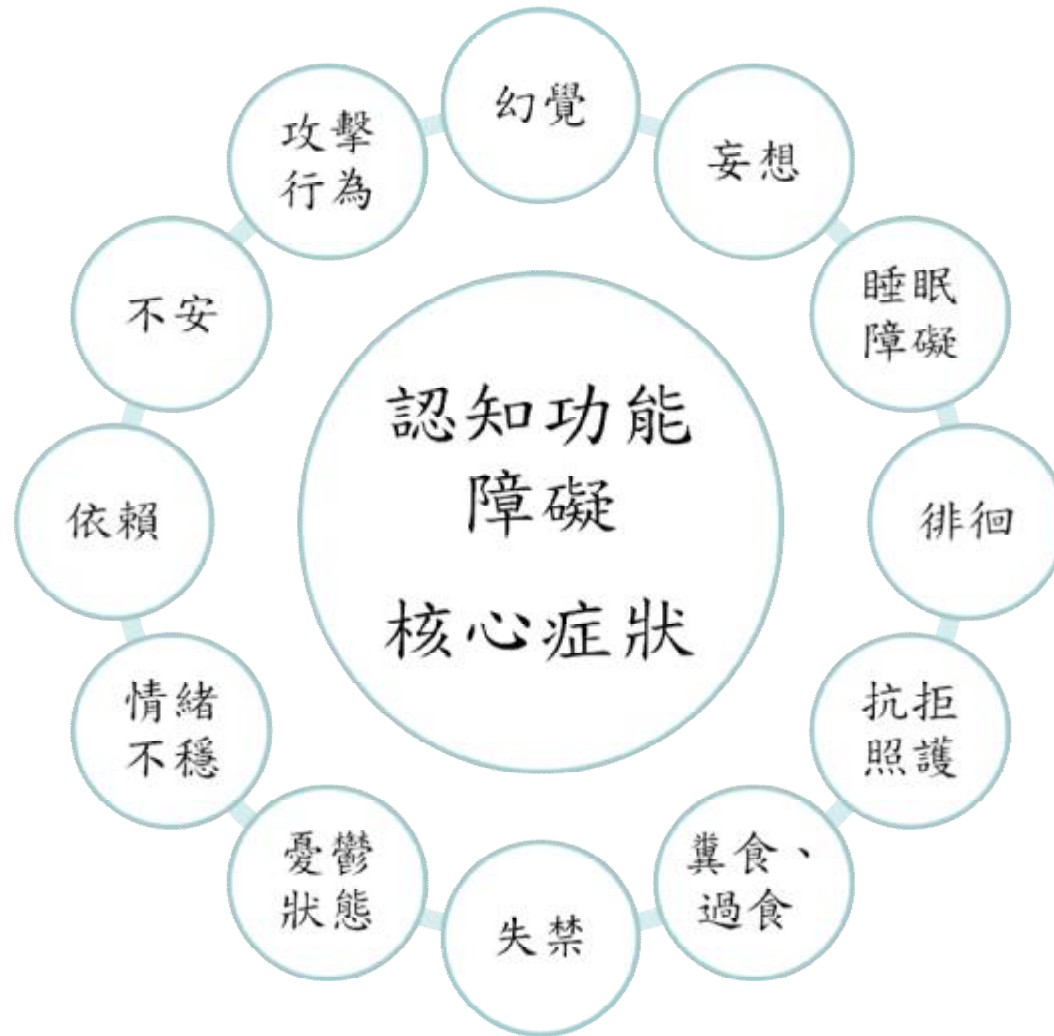 認知功能
障礙
核心症狀
幻覺
妄想
睡眠
障礙
徘徊
抗拒
照護
糞食、
過食
失禁
憂鬱
狀態
情緒
不穩
依賴
不安
攻擊
行為